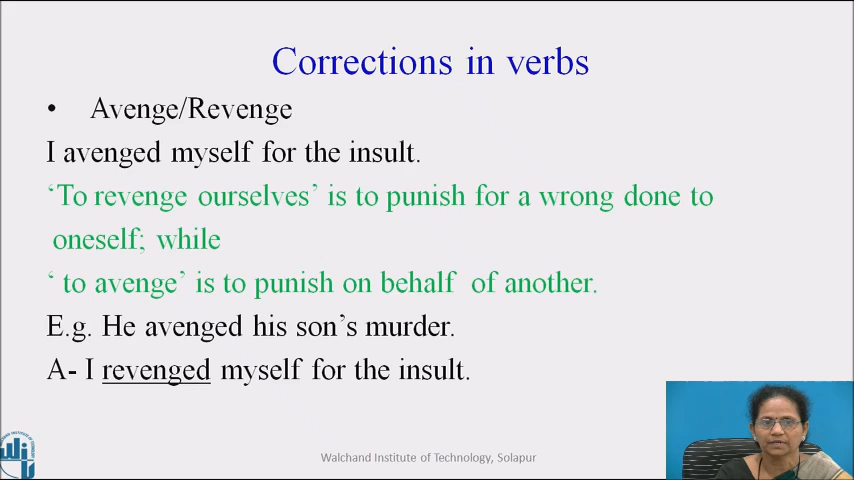 Corrections in verbs
• Avenge/Revenge
I avenged myself for the insult.
‘To revenge ourselves’ is to punish for a wrong done to
oneself; while
‘ to avenge’ is to punish on behalf of another.
E.g. He avenged his son’s murder.
A- I revenged myself for the insult.
Walchand Institute of Technology, Solapur